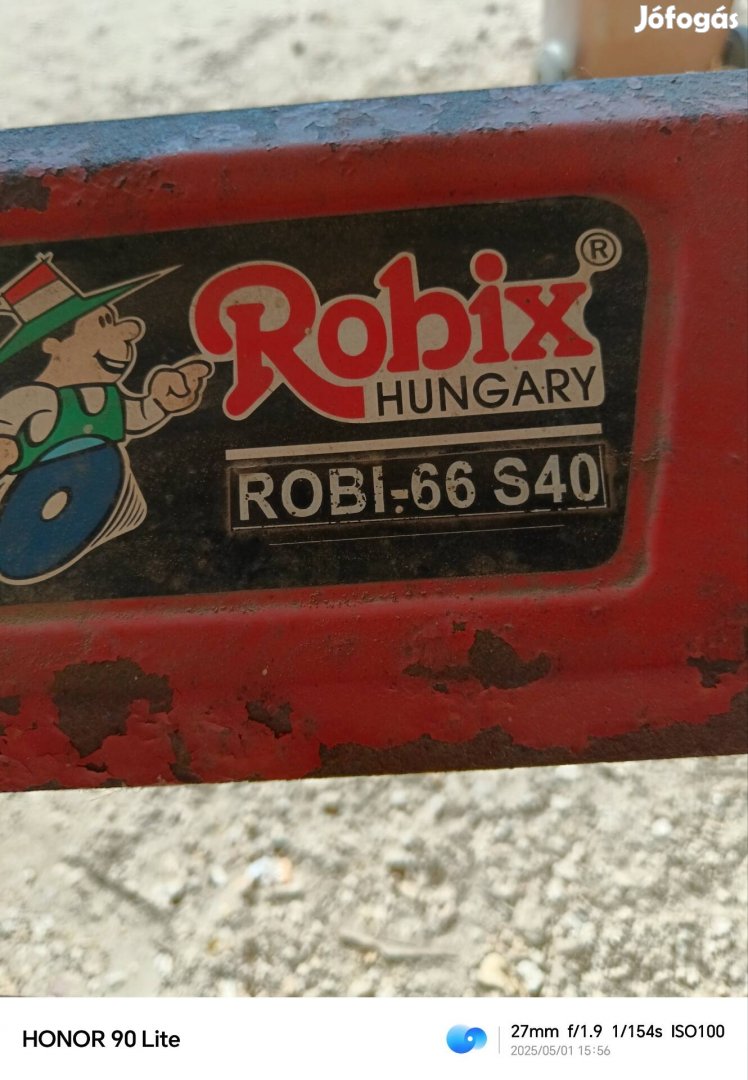 Jófogás
®
Robix
HUNGARY
ROBI-66 S40
HONOR 90 Lite
27mm f/1.9 1/154s ISO100
2025/05/01 15:56